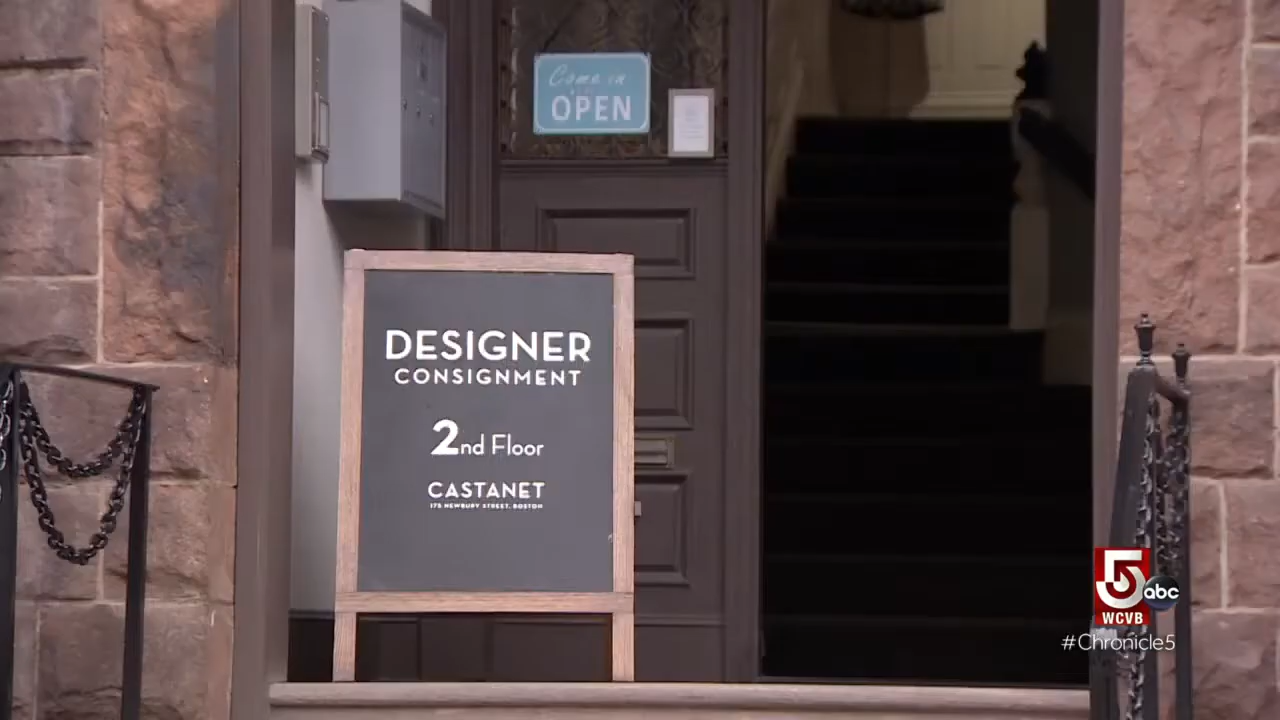 Come in
OPEN
DESIGNER
CONSIGNMENT
2nd Floor
CASTANET
175 NEWBURY STREET, BOSTON
5
abc
WCVB
#Chronicle5